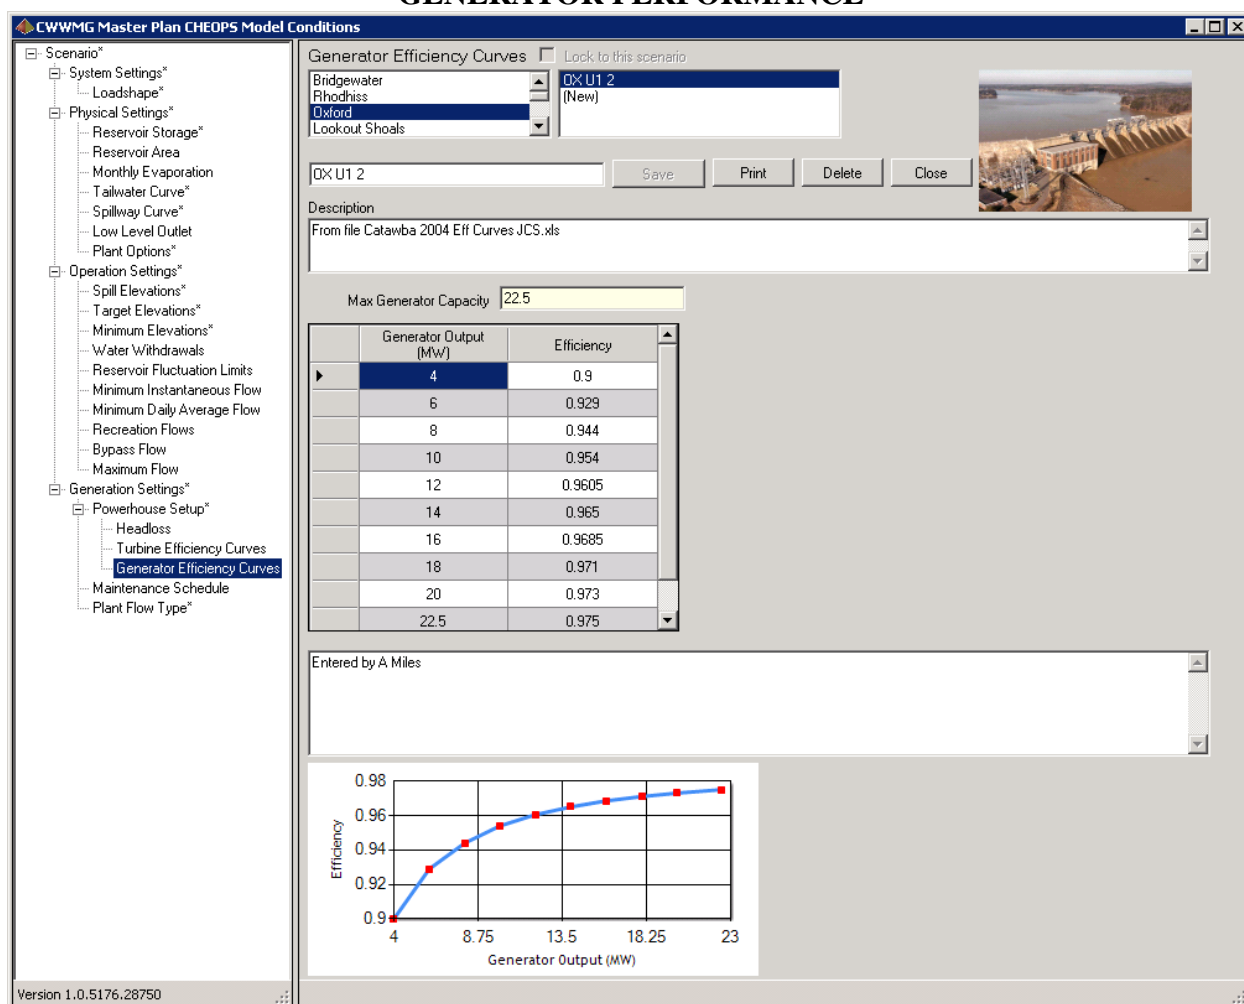 GENERATOR PERFORMANCE
CWWMG Master Plan CHEOPS Model Conditions
Scenario*
System Settings*
Loadshape*
Physical Settings*
Reservoir Storage*
Reservoir Area
Monthly Evaporation
Tailwater Curve*
Spillway Curve*
Low Level Outlet
Plant Options*
Operation Settings*
Spill Elevations*
Target Elevations*
Minimum Elevations*
Water Withdrawals
Reservoir Fluctuation Limits
Minimum Instantaneous Flow
Minimum Daily Average Flow
Recreation Flows
Bypass Flow
Maximum Flow
Generation Settings*
Powerhouse Setup*
Headloss
Turbine Efficiency Curves
Generator Efficiency Curves
Maintenance Schedule
Plant Flow Type*
Version 1.0.5176.28750
Generator Efficiency Curves Lock to this scenario
Bridgewater
Rhodhiss
Oxford
Lookout Shoals
OX U1 2
(New)
OX U1 2 Save Print Delete Close
Description
From file Catawba 2004 Eff Curves JCS.xls
Max Generator Capacity 22.5
Generator Output (MW) Efficiency
4 0.9
6 0.929
8 0.944
10 0.954
12 0.9605
14 0.965
16 0.9685
18 0.971
20 0.973
22.5 0.975
Entered by A Miles
0.98
0.96
0.94
0.92
0.9
Efficiency
4 8.75 13.5 18.25 23
Generator Output (MW)